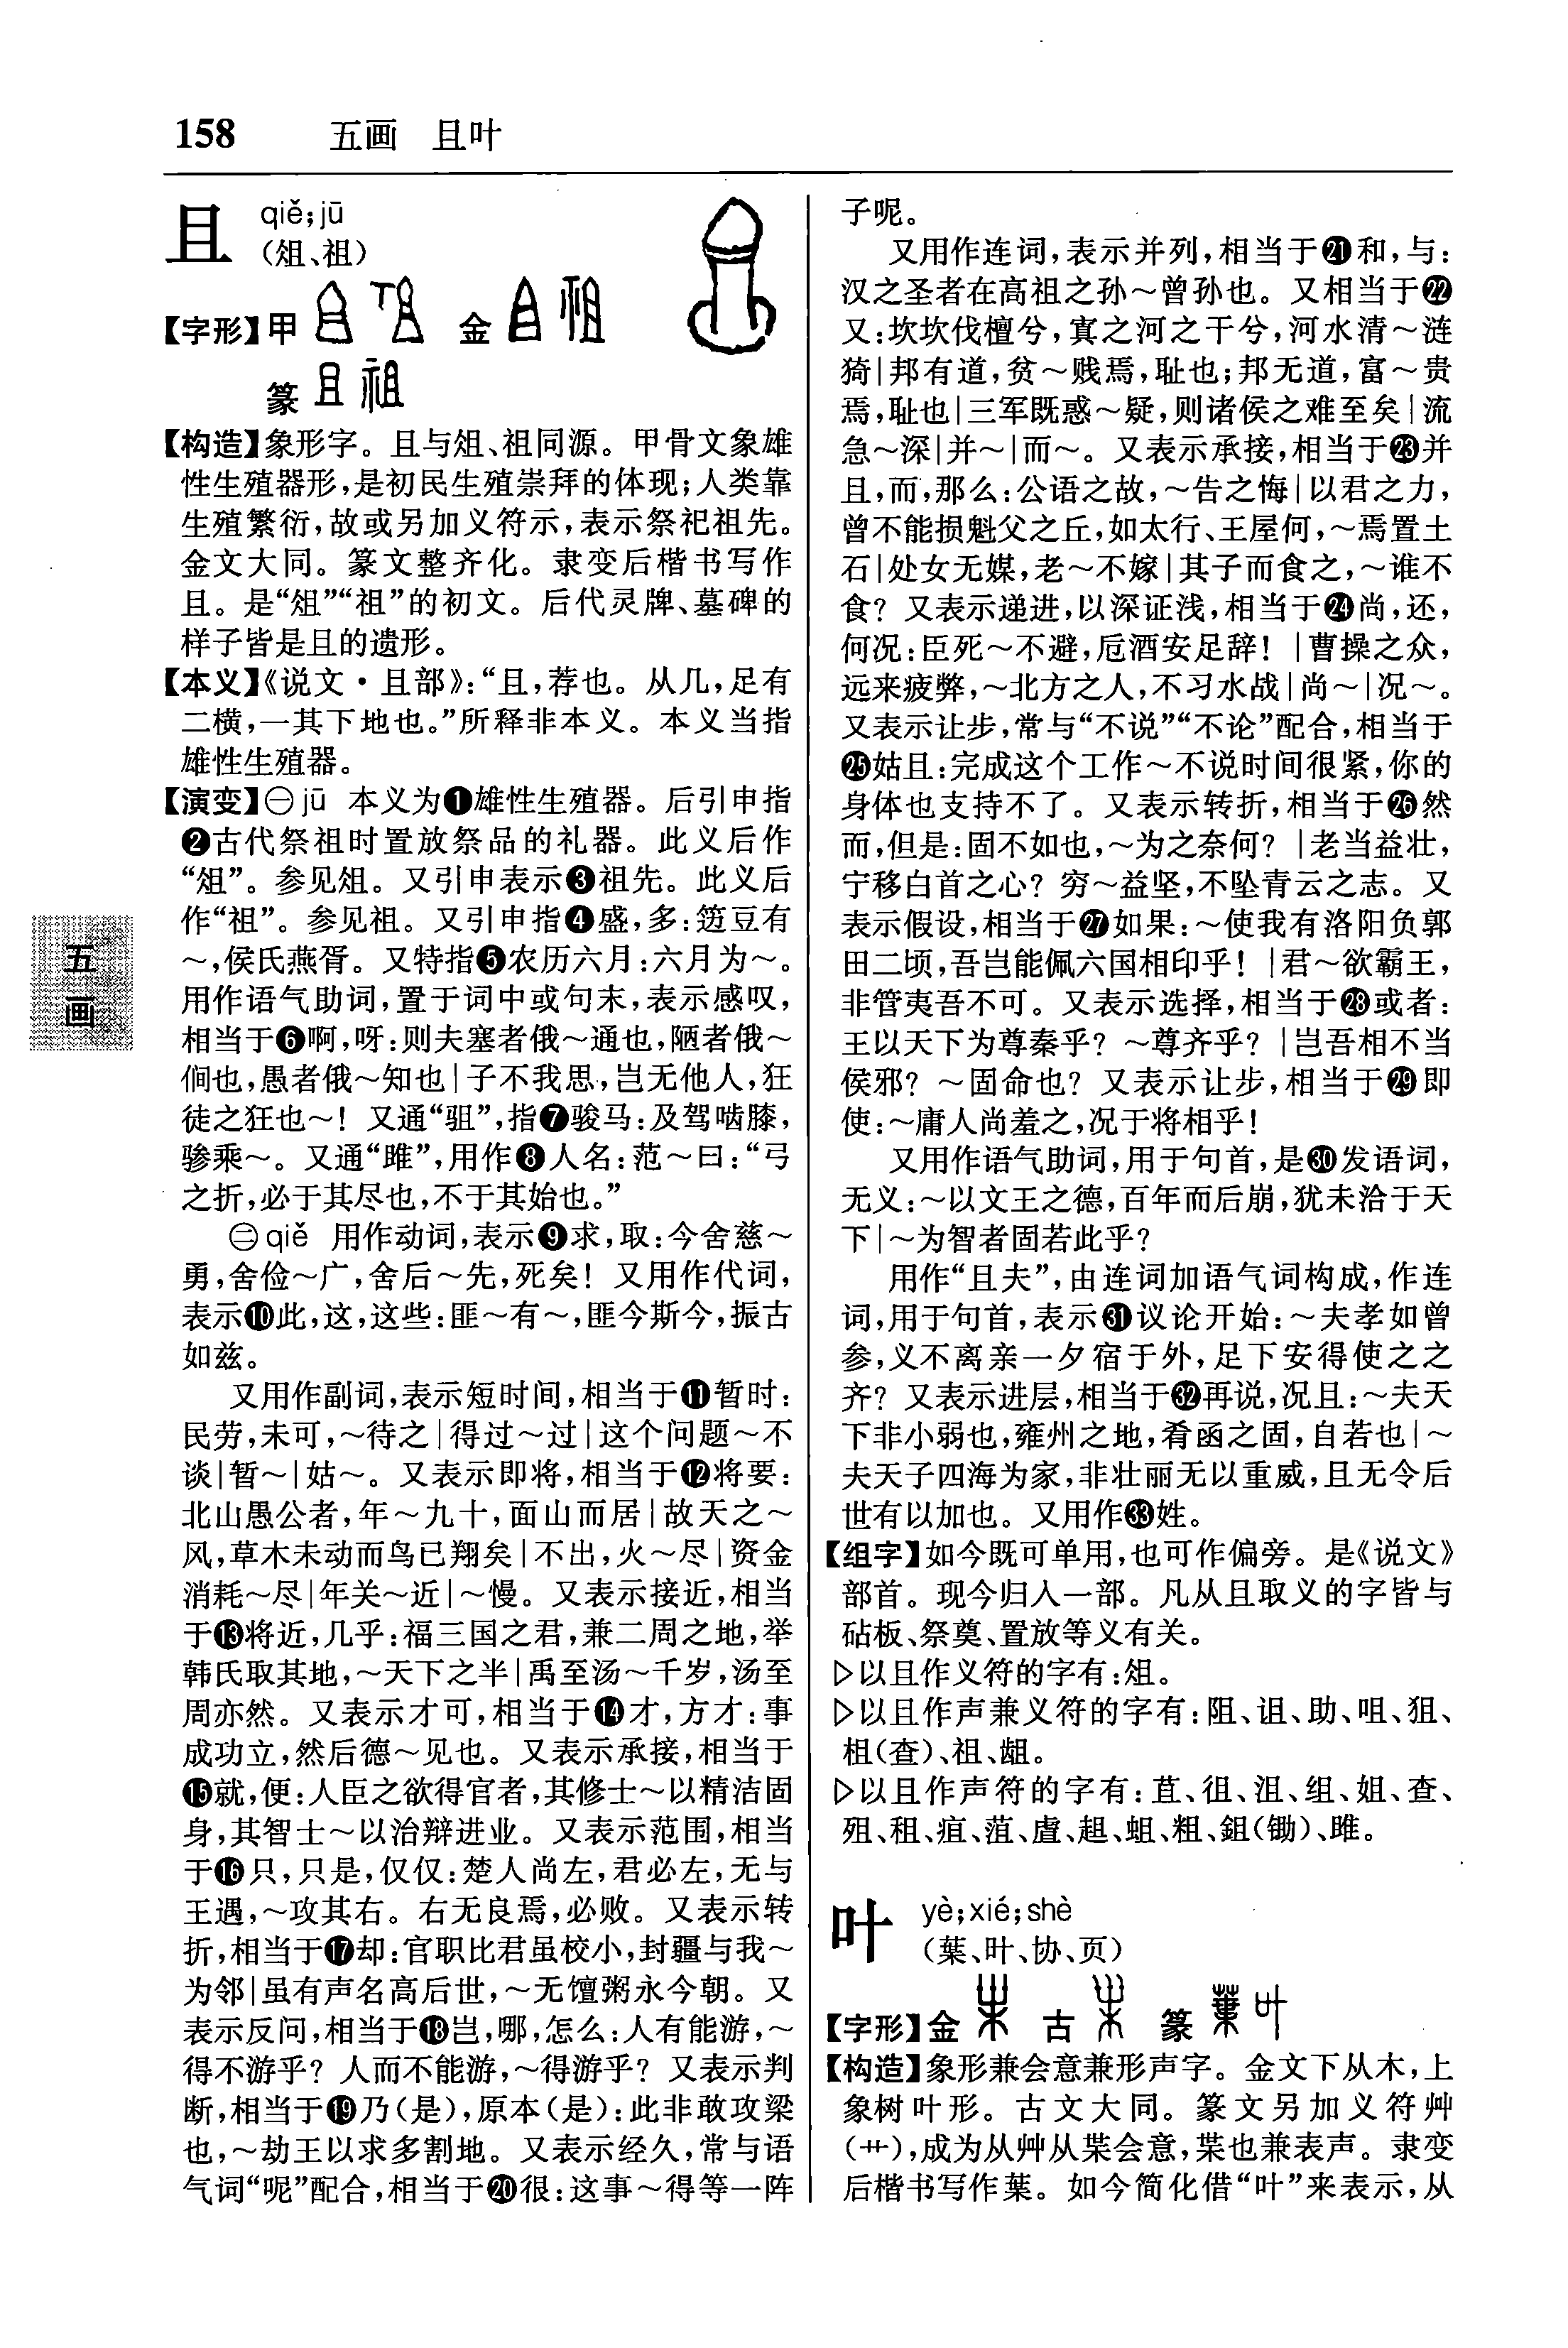 158 五画 且叶
且 qiě;jū
(俎、祖)
【字形】甲 金
篆
【构造】象形字。且与俎、祖同源。甲骨文象雄
性生殖器形,是初民生殖崇拜的体现;人类靠
生殖繁衍,故或另加义符示,表示祭祀祖先。
金文大同。篆文整齐化。隶变后楷书写作
且。是“俎”“祖”的初文。后代灵牌、墓碑的
样子皆是且的遗形。
【本义】《说文·且部》:“且,荐也。从几,足有
二横,一其下地也。”所释非本义。本义当指
雄性生殖器。
【演变】㊀jū 本义为❶雄性生殖器。后引申指
❷古代祭祖时置放祭品的礼器。此义后作
“俎”。参见俎。又引申表示❸祖先。此义后
作“祖”。参见祖。又引申指❹盛,多:笾豆有
～,侯氏燕胥。又特指❺农历六月:六月为～。
用作语气助词,置于词中或句末,表示感叹,
相当于❻啊,呀:则夫塞者俄～通也,陋者俄～
僩也,愚者俄～知也|子不我思,岂无他人,狂
徒之狂也～! 又通“驵”,指❼骏马:及驾啮膝,
骖乘～。又通“雎”,用作❽人名:范～曰:“弓
之折,必于其尽也,不于其始也。”
㊁qiě 用作动词,表示❾求,取:今舍慈～
勇,舍俭～广,舍后～先,死矣! 又用作代词,
表示❿此,这,这些:匪～有～,匪今斯今,振古
如兹。
又用作副词,表示短时间,相当于⓫暂时:
民劳,未可,～待之|得过～过|这个问题～不
谈|暂～|姑～。又表示即将,相当于⓬将要:
北山愚公者,年～九十,面山而居|故天之～
风,草木未动而鸟已翔矣|不出,火～尽|资金
消耗～尽|年关～近|～慢。又表示接近,相当
于⓭将近,几乎:福三国之君,兼二周之地,举
韩氏取其地,～天下之半|禹至汤～千岁,汤至
周亦然。又表示才可,相当于⓮才,方才:事
成功立,然后德～见也。又表示承接,相当于
⓯就,便:人臣之欲得官者,其修士～以精洁固
身,其智士～以治辩进业。又表示范围,相当
于⓰只,只是,仅仅:楚人尚左,君必左,无与
王遇,～攻其右。右无良焉,必败。又表示转
折,相当于⓱却:官职比君虽校小,封疆与我～
为邻|虽有声名高后世,～无饘粥永今朝。又
表示反问,相当于⓲岂,哪,怎么:人有能游,～
得不游乎? 人而不能游,～得游乎? 又表示判
断,相当于⓳乃(是),原本(是):此非敢攻梁
也,～劫王以求多割地。又表示经久,常与语
气词“呢”配合,相当于⓴很:这事～得等一阵
子呢。
又用作连词,表示并列,相当于㉑和,与:
汉之圣者在高祖之孙～曾孙也。又相当于㉒
又:坎坎伐檀兮,寘之河之干兮,河水清～涟
猗|邦有道,贫～贱焉,耻也;邦无道,富～贵
焉,耻也|三军既惑～疑,则诸侯之难至矣|流
急～深|并～|而～。又表示承接,相当于㉓并
且,而,那么:公语之故,～告之悔|以君之力,
曾不能损魁父之丘,如太行、王屋何,～焉置土
石|处女无媒,老～不嫁|其子而食之,～谁不
食? 又表示递进,以深证浅,相当于㉔尚,还,
何况:臣死～不避,卮酒安足辞! |曹操之众,
远来疲弊,～北方之人,不习水战|尚～|况～。
又表示让步,常与“不说”“不论”配合,相当于
㉕姑且:完成这个工作～不说时间很紧,你的
身体也支持不了。又表示转折,相当于㉖然
而,但是:固不如也,～为之奈何? |老当益壮,
宁移白首之心? 穷～益坚,不坠青云之志。又
表示假设,相当于㉗如果:～使我有洛阳负郭
田二顷,吾岂能佩六国相印乎! |君～欲霸王,
非管夷吾不可。又表示选择,相当于㉘或者:
王以天下为尊秦乎? ～尊齐乎? |岂吾相不当
侯邪? ～固命也? 又表示让步,相当于㉙即
使:～庸人尚羞之,况于将相乎!
又用作语气助词,用于句首,是㉚发语词,
无义:～以文王之德,百年而后崩,犹未洽于天
下|～为智者固若此乎?
用作“且夫”,由连词加语气词构成,作连
词,用于句首,表示㉛议论开始:～夫孝如曾
参,义不离亲一夕宿于外,足下安得使之之
齐? 又表示进层,相当于㉜再说,况且:～夫天
下非小弱也,雍州之地,肴函之固,自若也|～
夫天子四海为家,非壮丽无以重威,且无令后
世有以加也。又用作㉝姓。
【组字】如今既可单用,也可作偏旁。是《说文》
部首。现今归入一部。凡从且取义的字皆与
砧板、祭奠、置放等义有关。
▷以且作义符的字有:俎。
▷以且作声兼义符的字有:阻、诅、助、咀、狙、
柤(查)、祖、龃。
▷以且作声符的字有:苴、徂、沮、组、姐、查、
殂、租、疽、菹、虘、趄、蛆、粗、鉏(锄)、雎。
叶 yè;xié;shè
(葉、叶、协、页)
【字形】金 古 篆
【构造】象形兼会意兼形声字。金文下从木,上
象树叶形。古文大同。篆文另加义符艸
(艹),成为从艸从枼会意,枼也兼表声。隶变
后楷书写作葉。如今简化借“叶”来表示,从
五
画